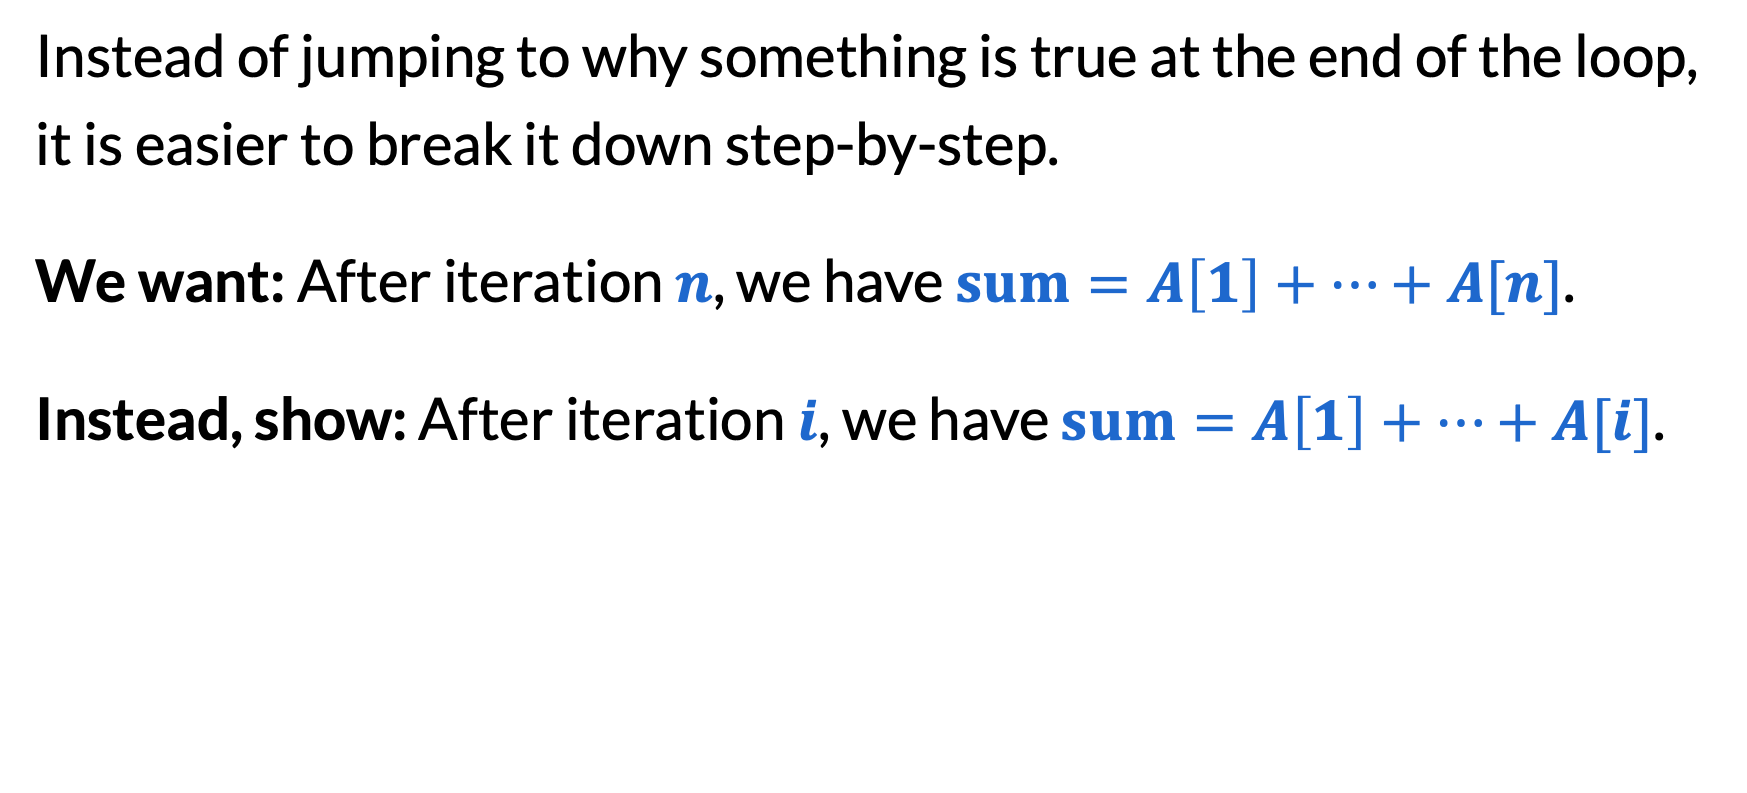 Instead of jumping to why something is true at the end of the loop,
it is easier to break it down step-by-step.
We want: After iteration n, we have sum = A[1] + ⋯ + A[n].
Instead, show: After iteration i, we have sum = A[1] + ⋯ + A[i].